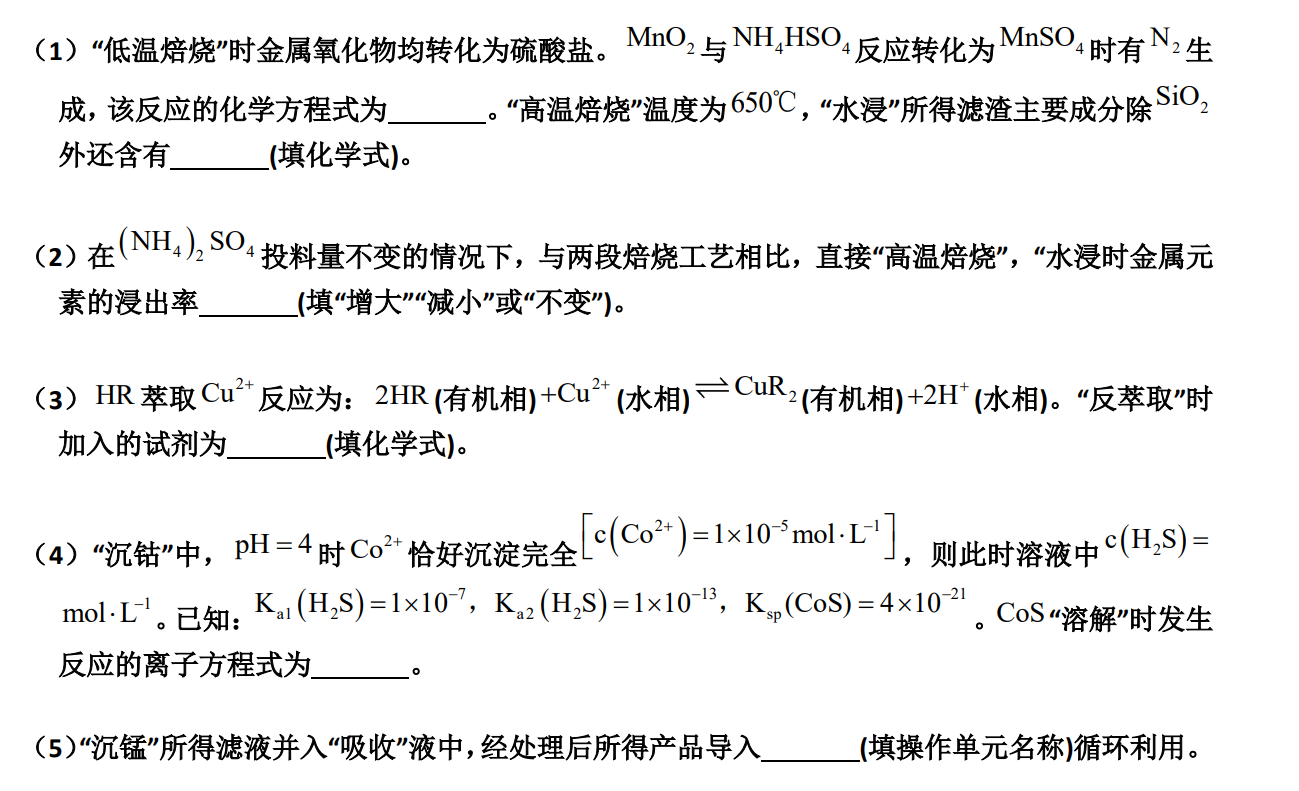 （1）“低温焙烧”时金属氧化物均转化为硫酸盐。MnO₂与NH₄HSO₄反应转化为MnSO₄时有N₂生
成，该反应的化学方程式为_______。“高温焙烧”温度为650℃，“水浸”所得滤渣主要成分除SiO₂
外还含有_______(填化学式)。
（2）在(NH₄)₂SO₄投料量不变的情况下，与两段焙烧工艺相比，直接“高温焙烧”，“水浸时金属元
素的浸出率_______(填“增大”“减小”或“不变”)。
（3）HR萃取Cu²⁺反应为：2HR(有机相)+Cu²⁺(水相)⇌CuR₂(有机相)+2H⁺(水相)。“反萃取”时
加入的试剂为_______(填化学式)。
（4）“沉钴”中，pH=4时Co²⁺恰好沉淀完全[c(Co²⁺)=1×10⁻⁵mol·L⁻¹]，则此时溶液中c(H₂S)=
mol·L⁻¹。已知：Kₐ₁(H₂S)=1×10⁻⁷，Kₐ₂(H₂S)=1×10⁻¹³，Ksp(CoS)=4×10⁻²¹。CoS“溶解”时发生
反应的离子方程式为_______。
（5）“沉锰”所得滤液并入“吸收”液中，经处理后所得产品导入_______(填操作单元名称)循环利用。